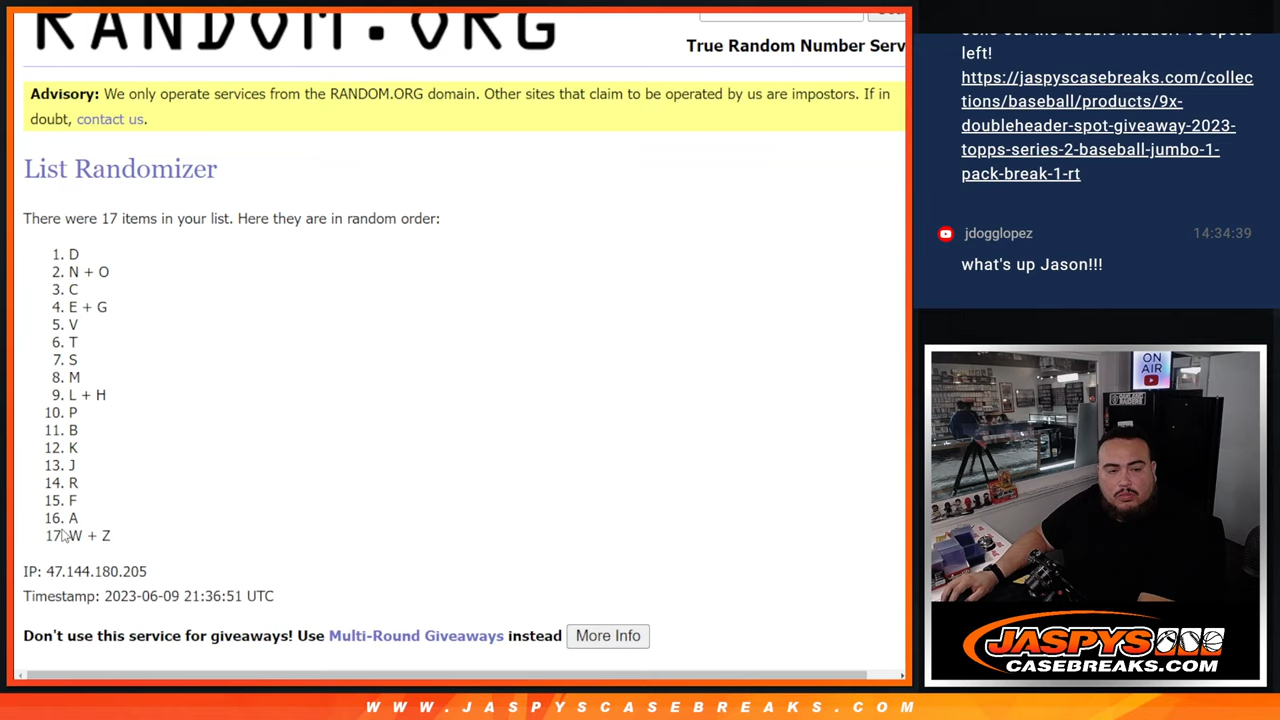 RANDOM.ORG
True Random Number Serv
Advisory: We only operate services from the RANDOM.ORG domain. Other sites that claim to be operated by us are impostors. If in
doubt, contact us.
List Randomizer
There were 17 items in your list. Here they are in random order:
1. D
2. N + O
3. C
4. E + G
5. V
6. T
7. S
8. M
9. L + H
10. P
11. B
12. K
13. J
14. R
15. F
16. A
17. W + Z
IP: 47.144.180.205
Timestamp: 2023-06-09 21:36:51 UTC
Don't use this service for giveaways! Use Multi-Round Giveaways instead More Info
left!
https://jaspyscasebreaks.com/collec
tions/baseball/products/9x-
doubleheader-spot-giveaway-2023-
topps-series-2-baseball-jumbo-1-
pack-break-1-rt
jdogglopez 14:34:39
what's up Jason!!!
ON
AIR
JASPYS
CASEBREAKS.COM
WWW.JASPYSCASEBREAKS.COM